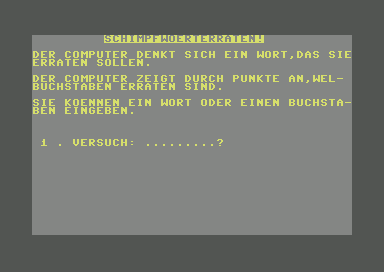 SCHIMPFWOERTERRATEN!
DER COMPUTER DENKT SICH EIN WORT,DAS SIE
ERRATEN SOLLEN.
DER COMPUTER ZEIGT DURCH PUNKTE AN,WEL-
BUCHSTABEN ERRATEN SIND.
SIE KOENNEN EIN WORT ODER EINEN BUCHSTA-
BEN EINGEBEN.
1 . VERSUCH: .........?